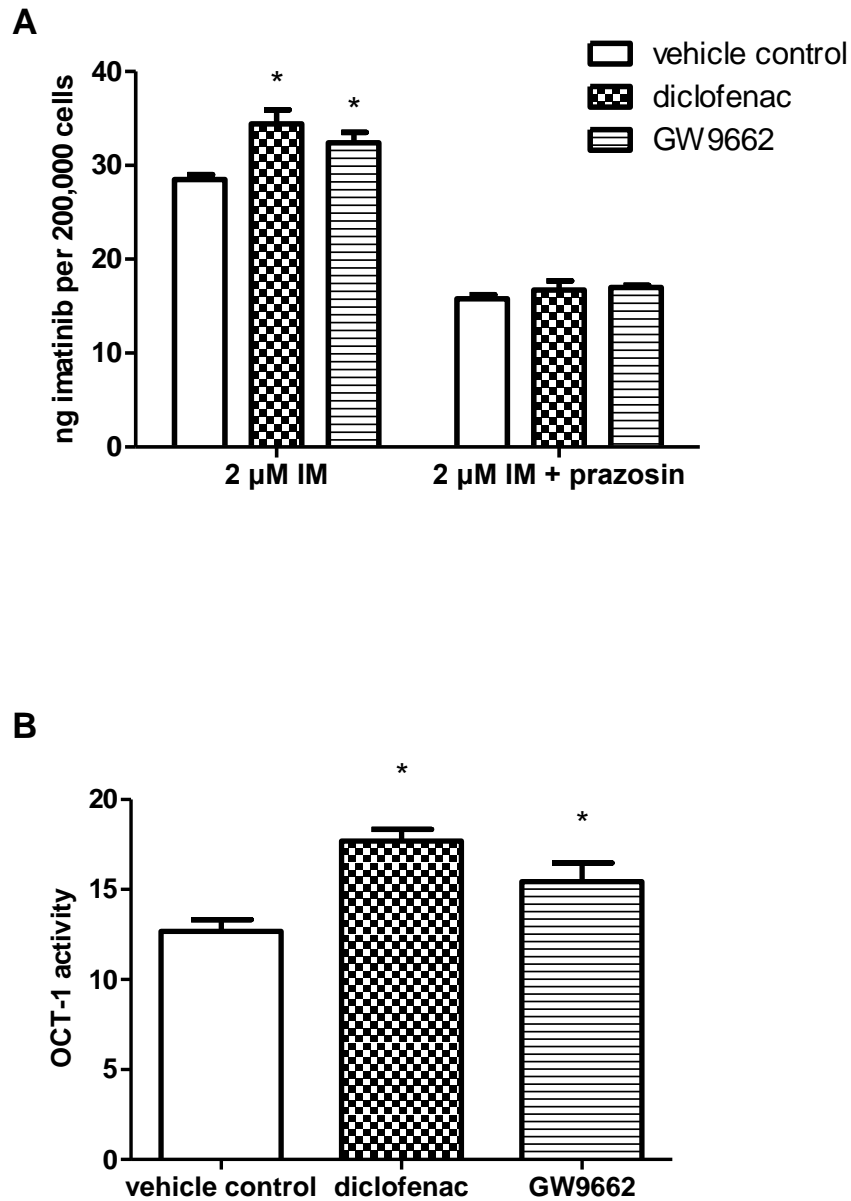 A
vehicle control
diclofenac
GW9662
ng imatinib per 200,000 cells
40
30
20
10
0
*
*
2 µM IM
2 µM IM + prazosin
B
OCT-1 activity
20
15
10
5
0
*
*
vehicle control
diclofenac
GW9662